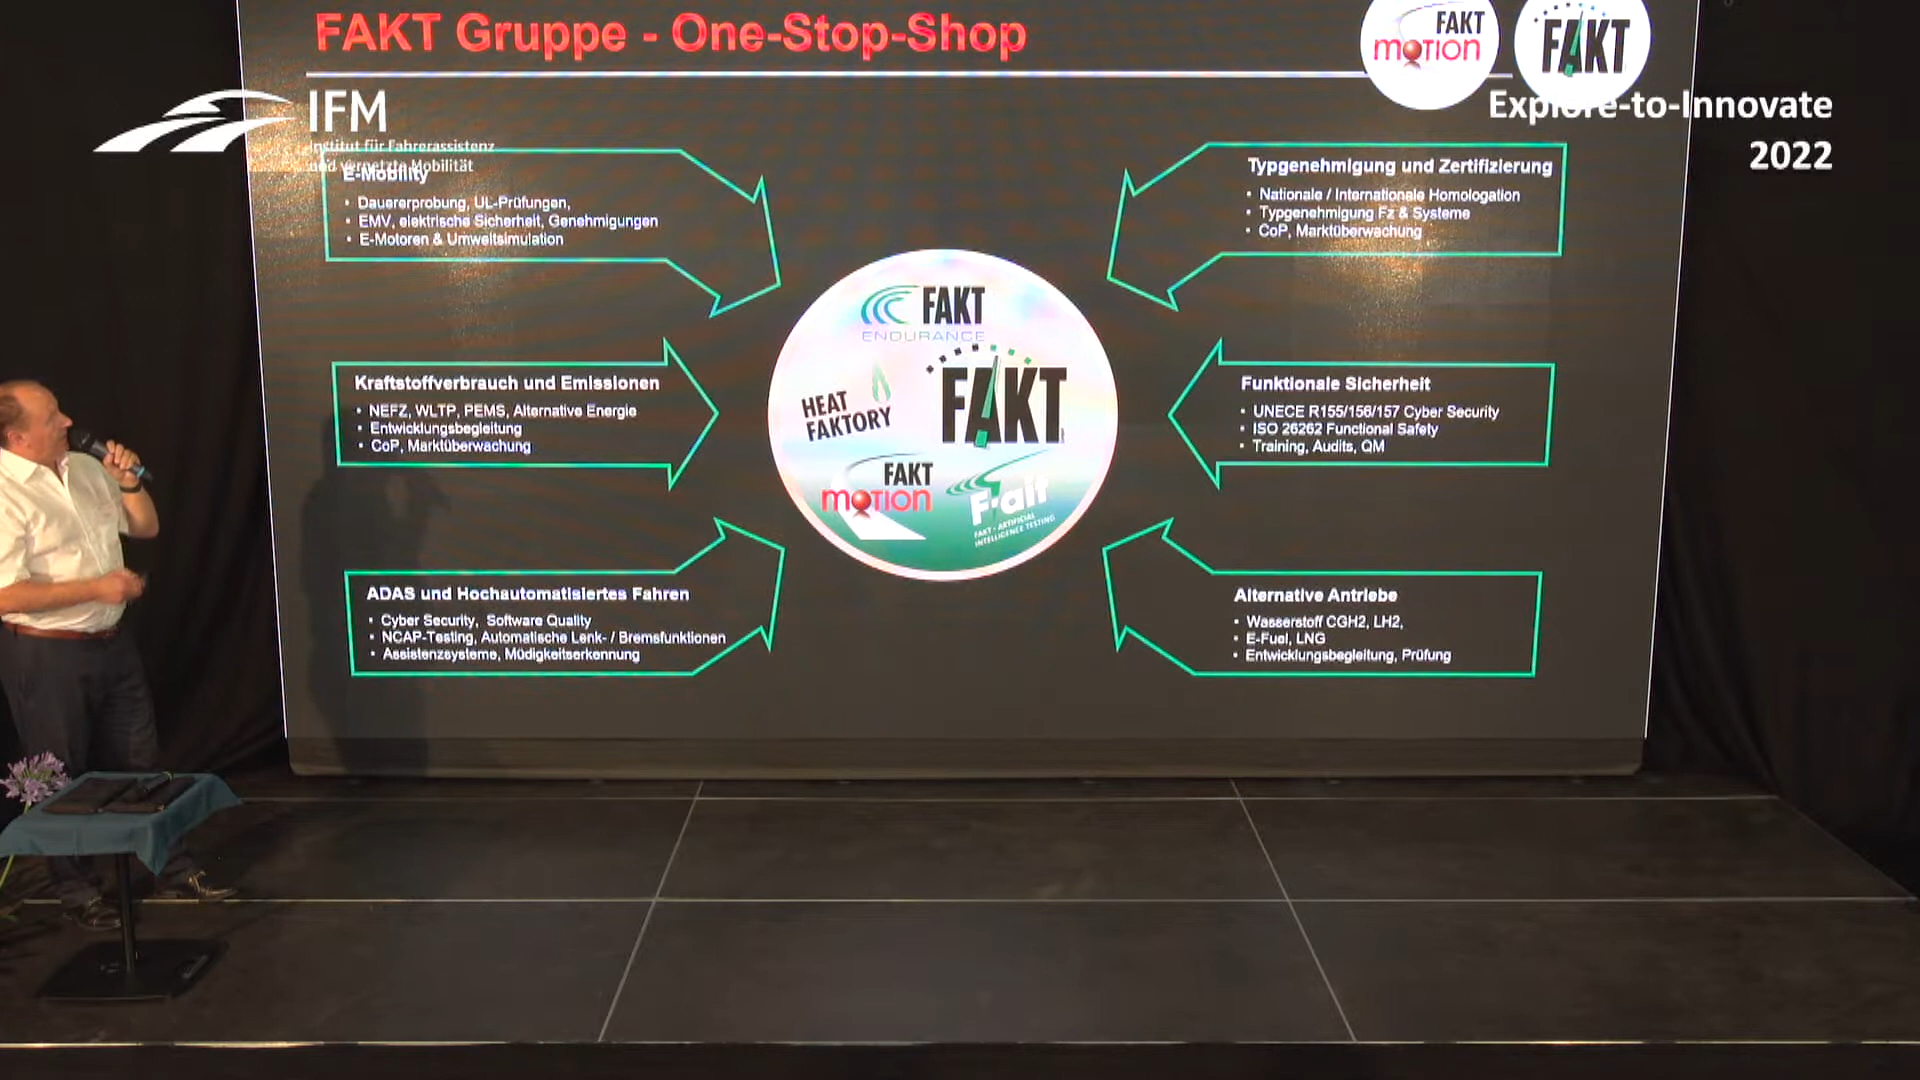 FAKT Gruppe - One-Stop-Shop
FAKT
MOTION
FAKT
IFM
Institut für Fahrerassistenz
und vernetzte Mobilität
Explore-to-Innovate
2022
E-Mobility
• Dauererprobung, UL-Prüfungen,
• EMV, elektrische Sicherheit, Genehmigungen
• E-Motoren & Umweltsimulation
Kraftstoffverbrauch und Emissionen
• NEFZ, WLTP, PEMS, Alternative Energie
• Entwicklungsbegleitung
• CoP, Marktüberwachung
ADAS und Hochautomatisiertes Fahren
• Cyber Security, Software Quality
• NCAP-Testing, Automatische Lenk- / Bremsfunktionen
• Assistenzsysteme, Müdigkeitserkennung
FAKT
ENDURANCE
HEAT
FAKTORY
FAKT
FAKT
MOTION
F·ait
FAKT - ARTIFICIAL
INTELLIGENCE TESTING
Typgenehmigung und Zertifizierung
• Nationale / Internationale Homologation
• Typgenehmigung Fz & Systeme
• CoP, Marktüberwachung
Funktionale Sicherheit
• UNECE R155/156/157 Cyber Security
• ISO 26262 Functional Safety
• Training, Audits, QM
Alternative Antriebe
• Wasserstoff CGH2, LH2,
• E-Fuel, LNG
• Entwicklungsbegleitung, Prüfung